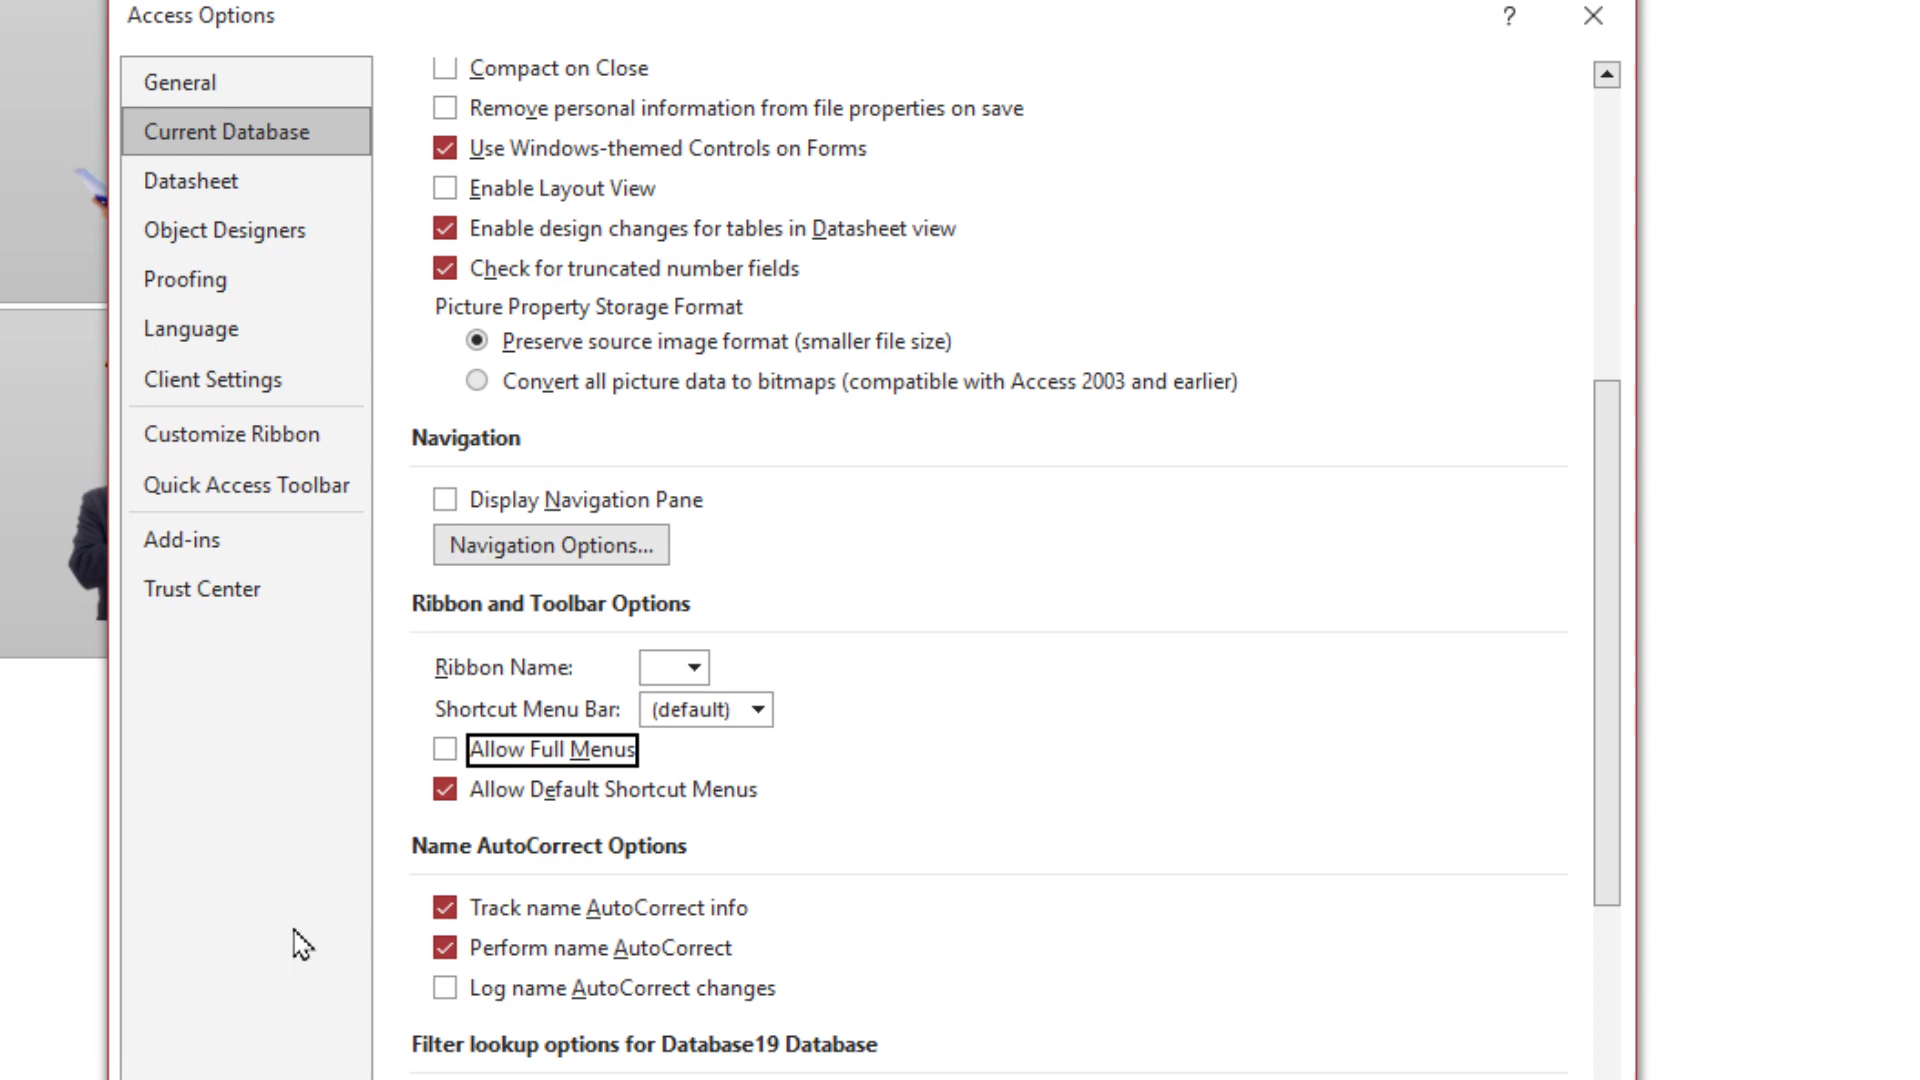 Access Options
?
General
Current Database
Datasheet
Object Designers
Proofing
Language
Client Settings
Customize Ribbon
Quick Access Toolbar
Add-ins
Trust Center
Compact on Close
Remove personal information from file properties on save
Use Windows-themed Controls on Forms
Enable Layout View
Enable design changes for tables in Datasheet view
Check for truncated number fields
Picture Property Storage Format
Preserve source image format (smaller file size)
Convert all picture data to bitmaps (compatible with Access 2003 and earlier)
Navigation
Display Navigation Pane
Navigation Options...
Ribbon and Toolbar Options
Ribbon Name:
Shortcut Menu Bar: (default)
Allow Full Menus
Allow Default Shortcut Menus
Name AutoCorrect Options
Track name AutoCorrect info
Perform name AutoCorrect
Log name AutoCorrect changes
Filter lookup options for Database19 Database